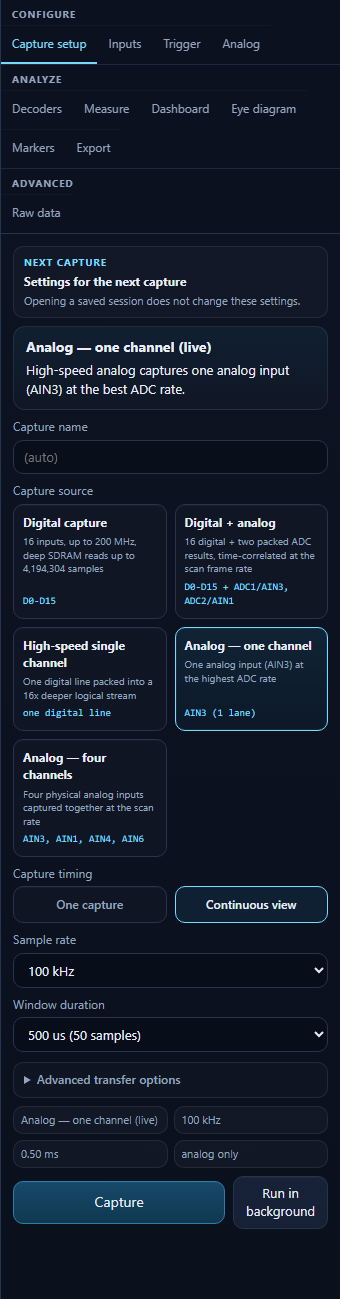 CONFIGURE
Capture setup Inputs Trigger Analog
ANALYZE
Decoders Measure Dashboard Eye diagram
Markers Export
ADVANCED
Raw data
NEXT CAPTURE
Settings for the next capture
Opening a saved session does not change these settings.
Analog — one channel (live)
High-speed analog captures one analog input
(AIN3) at the best ADC rate.
Capture name
(auto)
Capture source
Digital capture
16 inputs, up to 200 MHz,
deep SDRAM reads up to
4,194,304 samples
D0-D15
Digital + analog
16 digital + two packed ADC
results, time-correlated at the
scan frame rate
D0-D15 + ADC1/AIN3,
ADC2/AIN1
High-speed single
channel
One digital line packed into a
16x deeper logical stream
one digital line
Analog — one channel
One analog input (AIN3) at
the highest ADC rate
AIN3 (1 lane)
Analog — four
channels
Four physical analog inputs
captured together at the scan
rate
AIN3, AIN1, AIN4, AIN6
Capture timing
One capture Continuous view
Sample rate
100 kHz
Window duration
500 us (50 samples)
▶ Advanced transfer options
Analog — one channel (live) 100 kHz
0.50 ms analog only
Capture
Run in
background